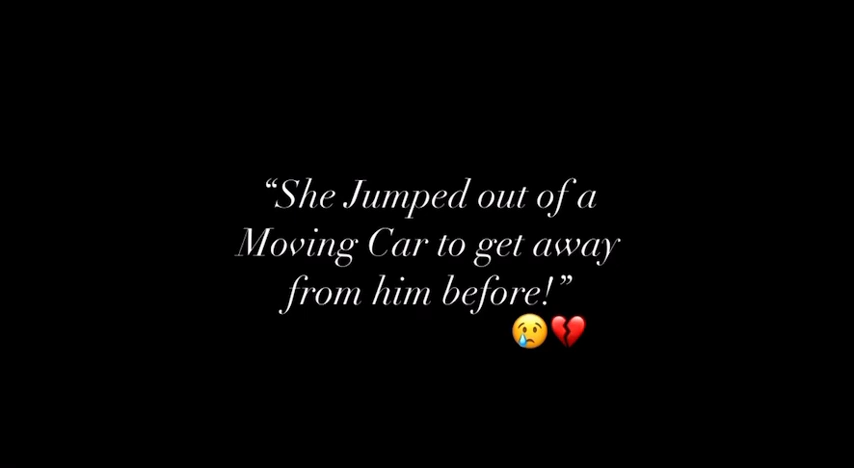 “She Jumped out of a
Moving Car to get away
from him before!”
😢💔